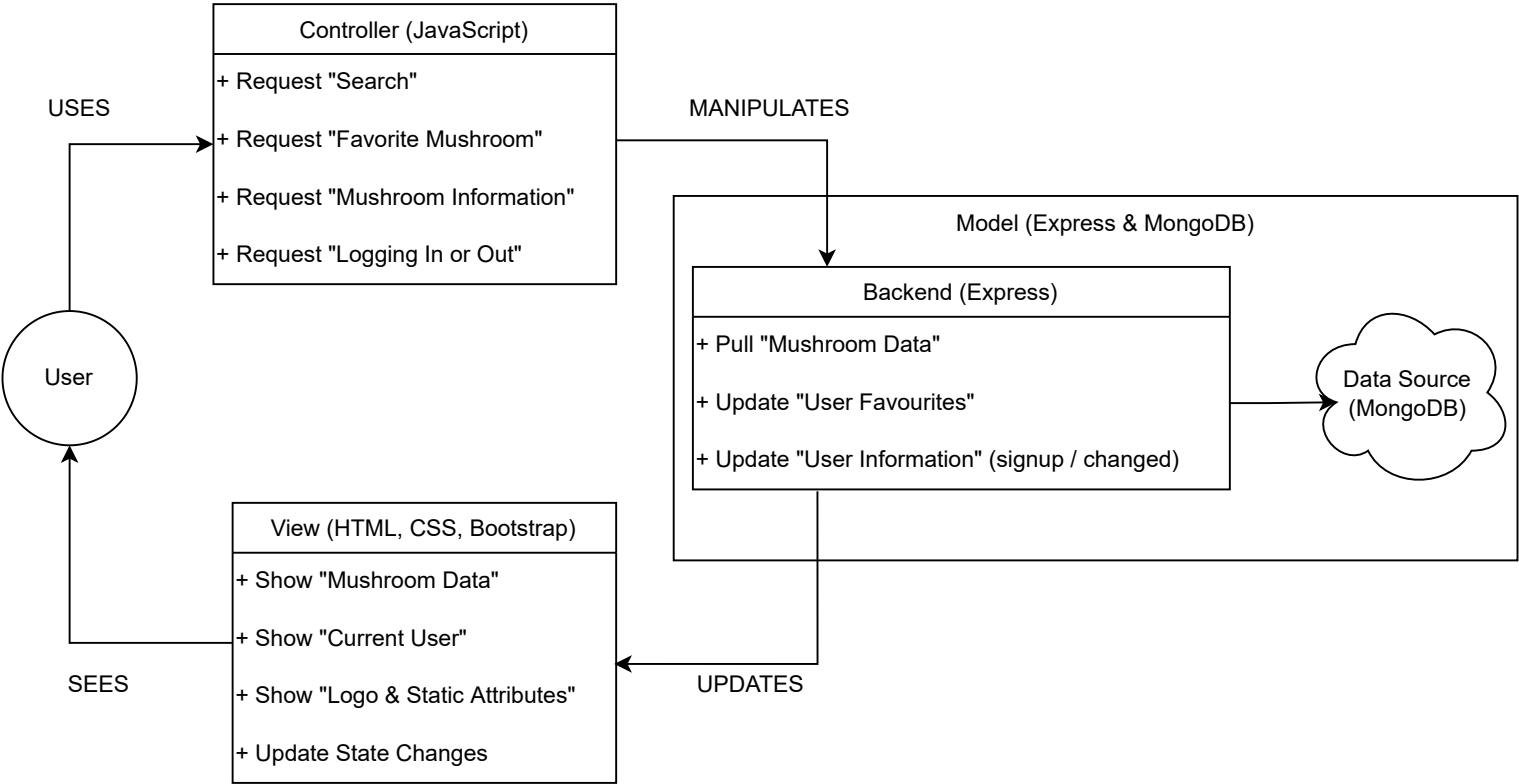 Controller (JavaScript)
+ Request "Search"
+ Request "Favorite Mushroom"
+ Request "Mushroom Information"
+ Request "Logging In or Out"
USES
MANIPULATES
Model (Express & MongoDB)
Backend (Express)
+ Pull "Mushroom Data"
+ Update "User Favourites"
+ Update "User Information" (signup / changed)
Data Source
(MongoDB)
User
View (HTML, CSS, Bootstrap)
+ Show "Mushroom Data"
+ Show "Current User"
+ Show "Logo & Static Attributes"
+ Update State Changes
SEES
UPDATES